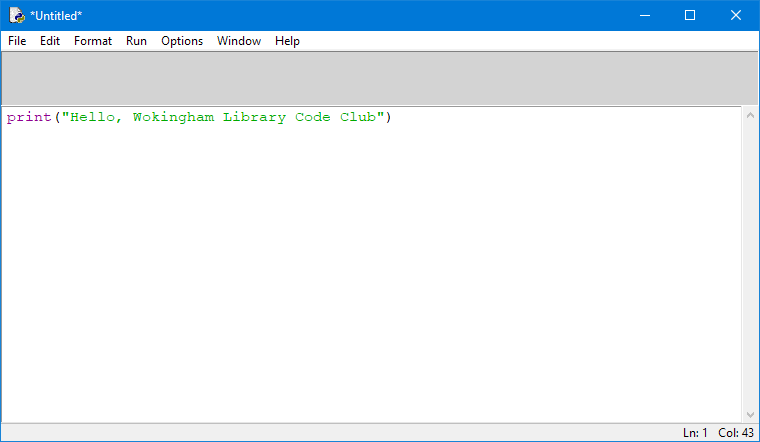 *Untitled*
File Edit Format Run Options Window Help
print("Hello, Wokingham Library Code Club")
Ln: 1 Col: 43